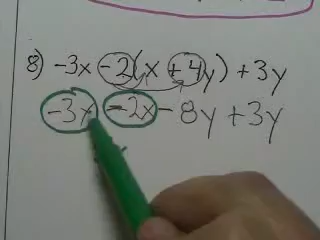 8) -3x -2(x +4y) + 3y
-3x -2x - 8y + 3y